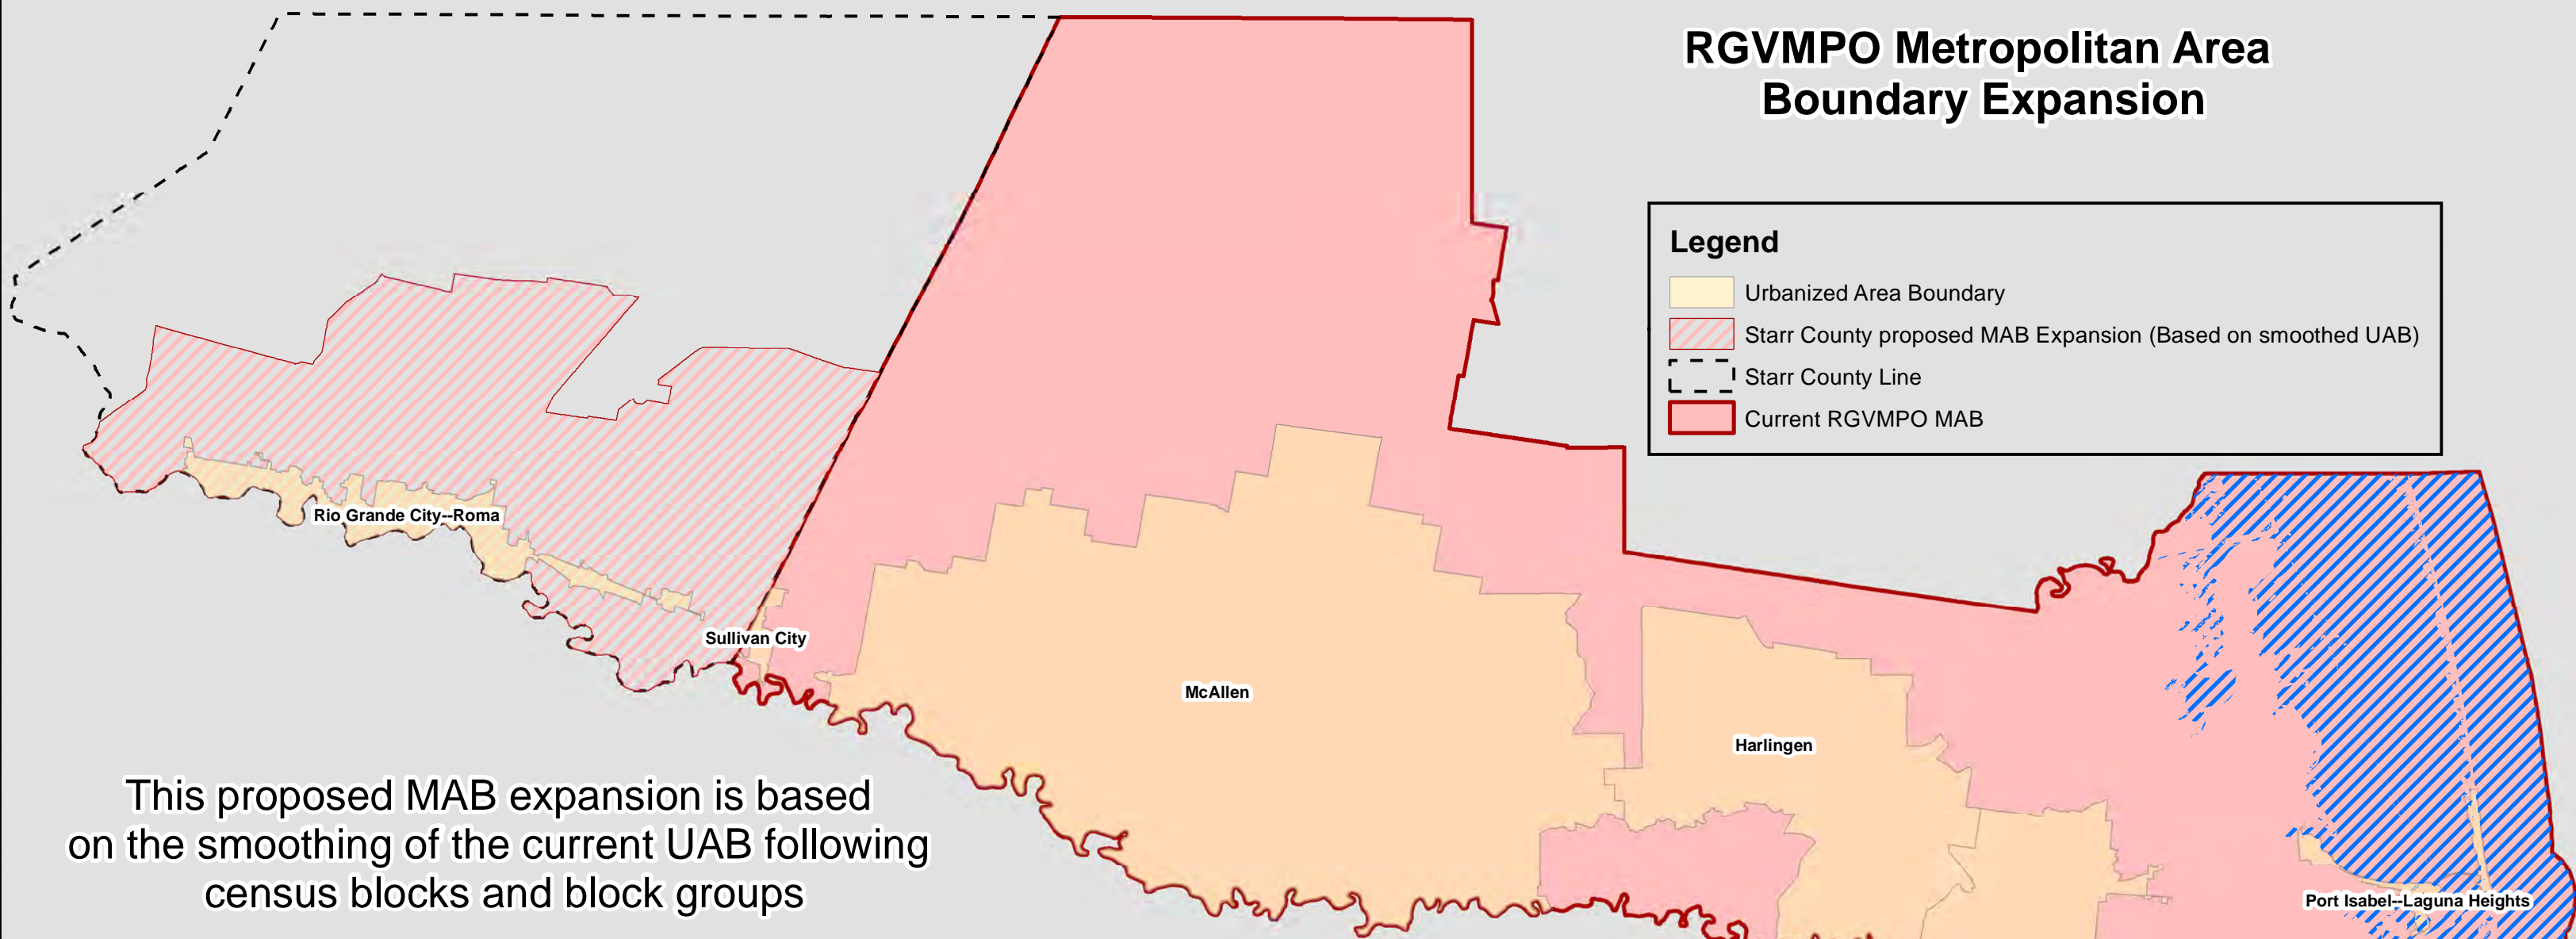 RGVMPO Metropolitan Area
Boundary Expansion
Legend
Urbanized Area Boundary
Starr County proposed MAB Expansion (Based on smoothed UAB)
Starr County Line
Current RGVMPO MAB
Rio Grande City--Roma
Sullivan City
McAllen
Harlingen
Port Isabel--Laguna Heights
This proposed MAB expansion is based
on the smoothing of the current UAB following
census blocks and block groups